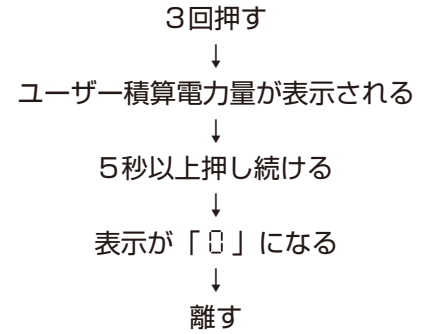 3回押す
↓
ユーザー積算電力量が表示される
↓
5秒以上押し続ける
↓
表示が「0」になる
↓
離す